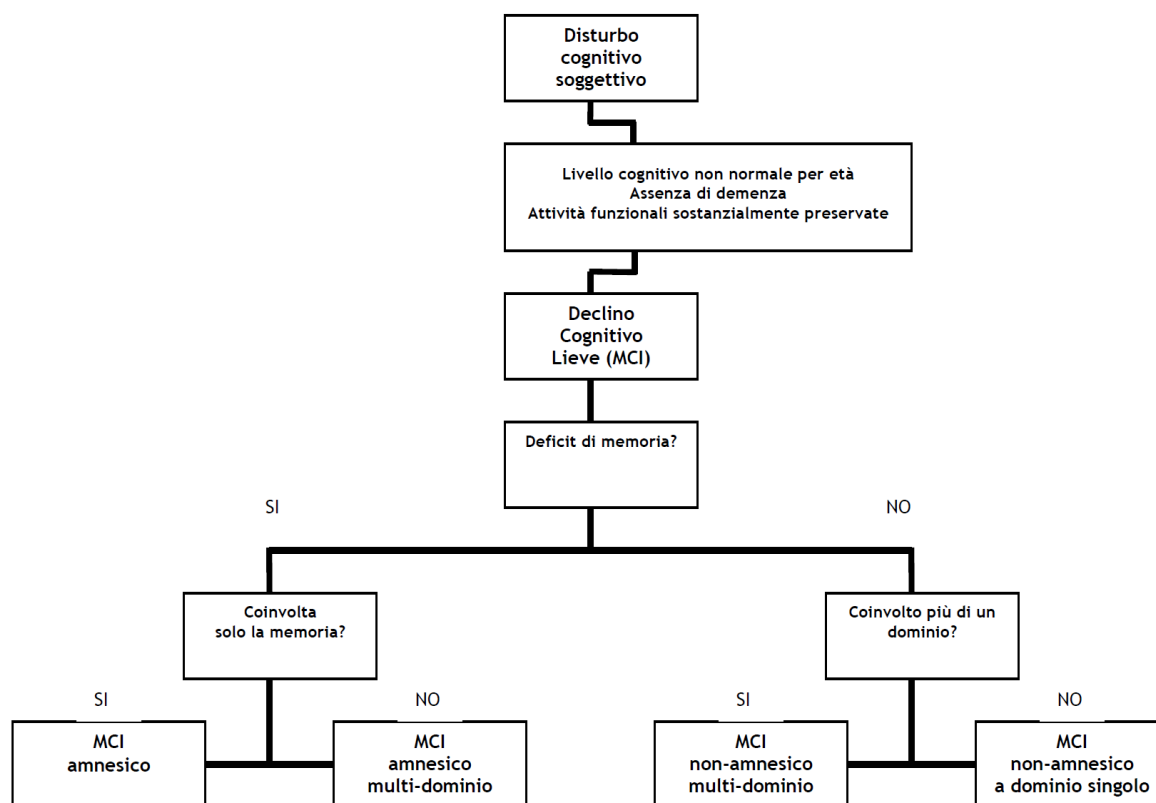 Disturbo
cognitivo
soggettivo
Livello cognitivo non normale per età
Assenza di demenza
Attività funzionali sostanzialmente preservate
Declino
Cognitivo
Lieve (MCI)
Deficit di memoria?
SI
NO
Coinvolta
solo la memoria?
Coinvolto più di un
dominio?
SI
NO
SI
NO
MCI
amnesico
MCI
amnesico
multi-dominio
MCI
non-amnesico
multi-dominio
MCI
non-amnesico
a dominio singolo